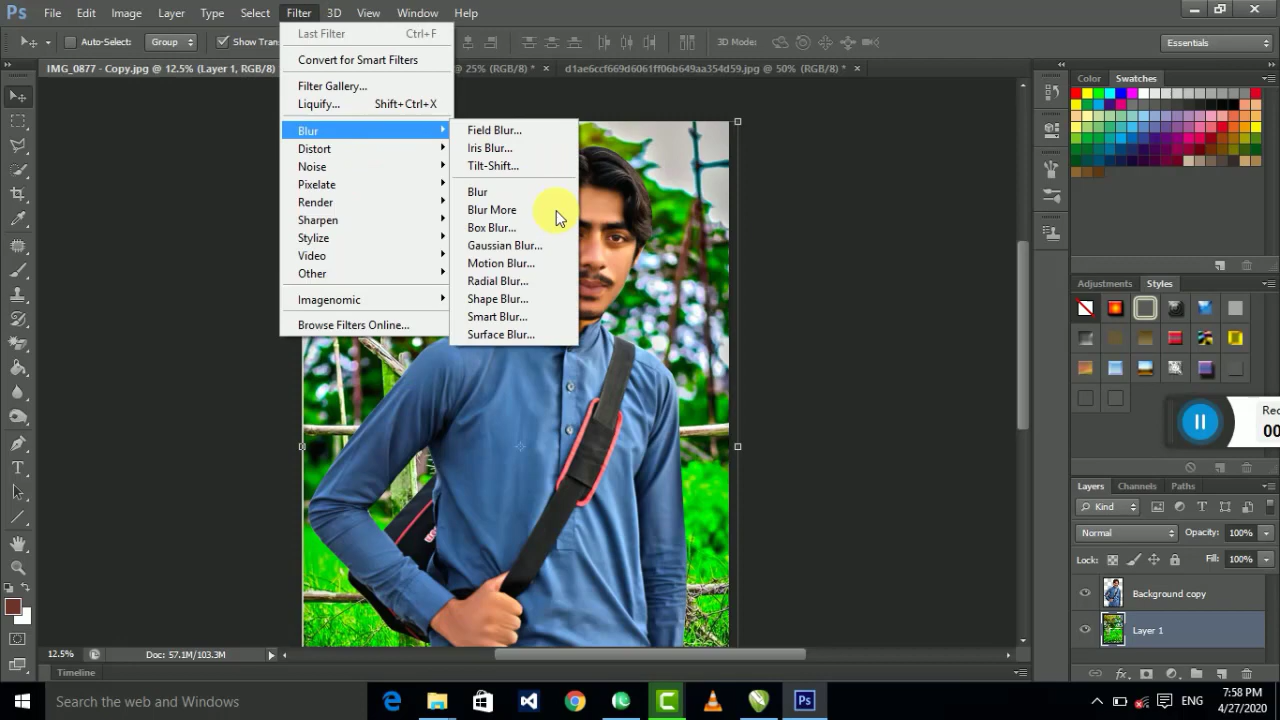 Ps File Edit Image Layer Type Select Filter 3D View Window Help
Auto-Select: Group Show Tran 3D Mode: Essentials
IMG_0877 - Copy.jpg @ 12.5% (Layer 1, RGB/8) @ 25% (RGB/8) * × d1ae6ccf669d6061ff06b649aa354d59.jpg @ 50% (RGB/8) * ×
Last Filter Ctrl+F
Convert for Smart Filters
Filter Gallery...
Liquify... Shift+Ctrl+X
Blur
Distort
Noise
Pixelate
Render
Sharpen
Stylize
Video
Other
Imagenomic
Browse Filters Online...
Field Blur...
Iris Blur...
Tilt-Shift...
Blur
Blur More
Box Blur...
Gaussian Blur...
Motion Blur...
Radial Blur...
Shape Blur...
Smart Blur...
Surface Blur...
Color Swatches
Adjustments Styles
Rec
00
Layers Channels Paths
Kind
Normal Opacity: 100%
Lock: Fill: 100%
Background copy
Layer 1
12.5% Doc: 57.1M/103.3M
Timeline
Search the web and Windows
ENG
7:58 PM
4/27/2020